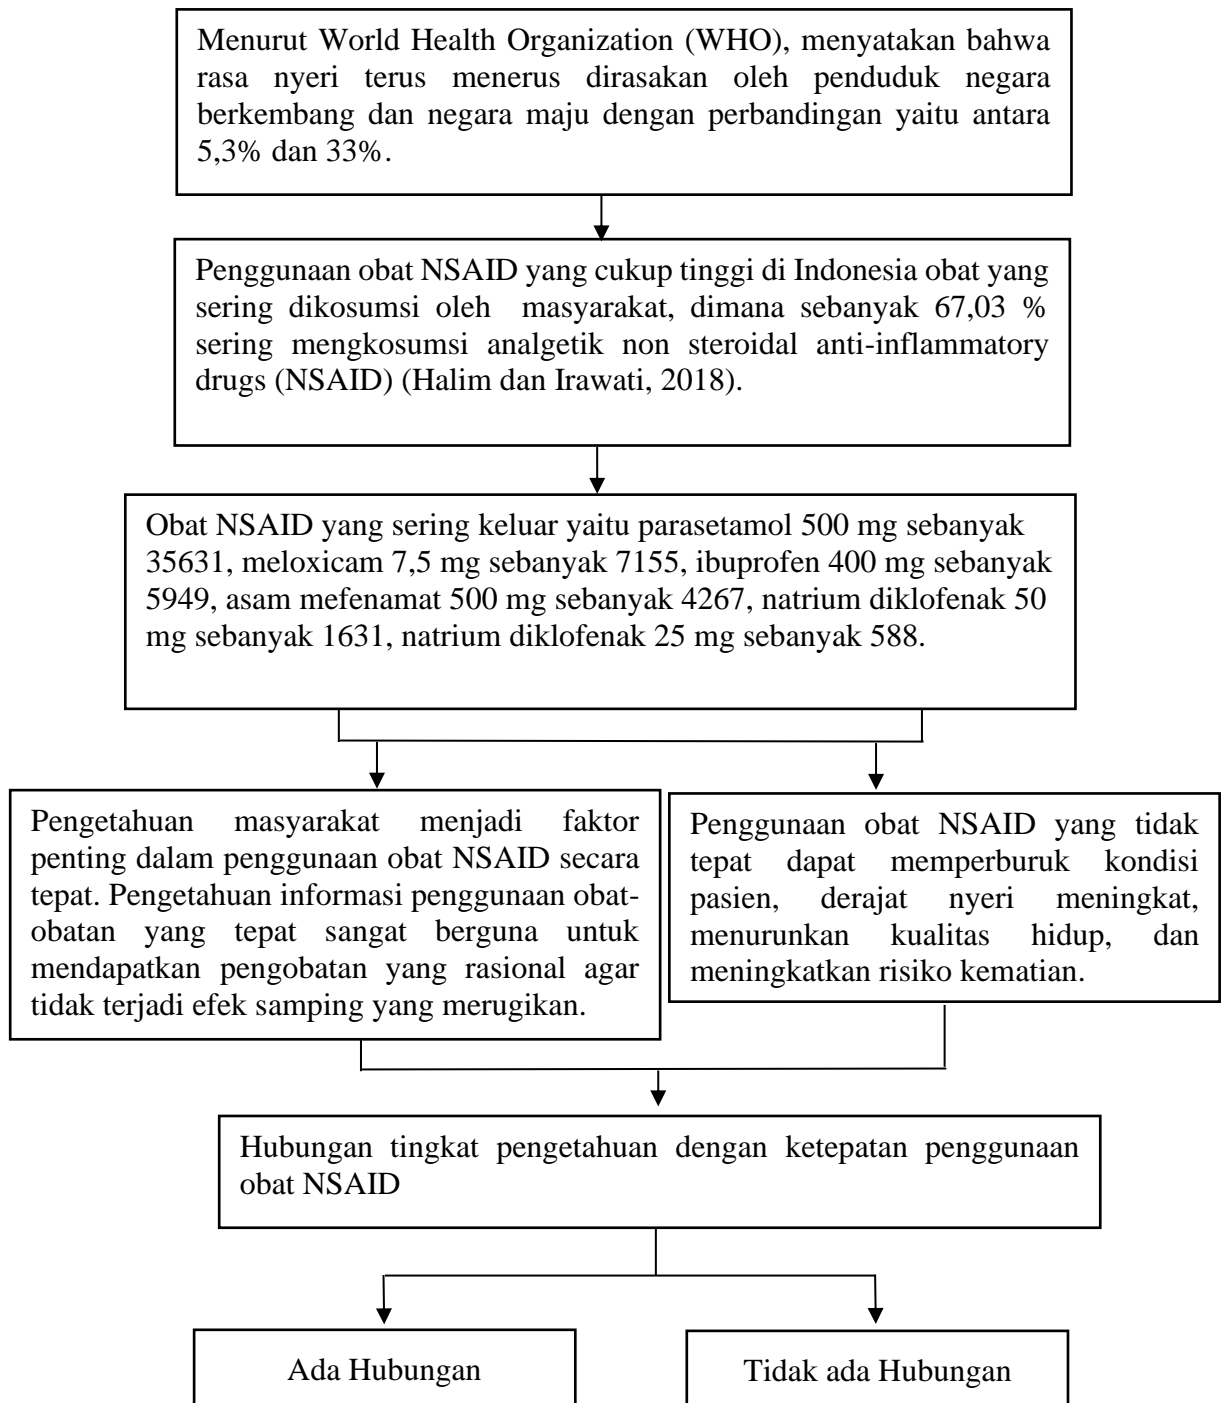 Menurut World Health Organization (WHO), menyatakan bahwa
rasa nyeri terus menerus dirasakan oleh penduduk negara
berkembang dan negara maju dengan perbandingan yaitu antara
5,3% dan 33%.
Penggunaan obat NSAID yang cukup tinggi di Indonesia obat yang
sering dikosumsi oleh masyarakat, dimana sebanyak 67,03 %
sering mengkosumsi analgetik non steroidal anti-inflammatory
drugs (NSAID) (Halim dan Irawati, 2018).
Obat NSAID yang sering keluar yaitu parasetamol 500 mg sebanyak
35631, meloxicam 7,5 mg sebanyak 7155, ibuprofen 400 mg sebanyak
5949, asam mefenamat 500 mg sebanyak 4267, natrium diklofenak 50
mg sebanyak 1631, natrium diklofenak 25 mg sebanyak 588.
Pengetahuan masyarakat menjadi faktor
penting dalam penggunaan obat NSAID secara
tepat. Pengetahuan informasi penggunaan obat-
obatan yang tepat sangat berguna untuk
mendapatkan pengobatan yang rasional agar
tidak terjadi efek samping yang merugikan.
Penggunaan obat NSAID yang tidak
tepat dapat memperburuk kondisi
pasien, derajat nyeri meningkat,
menurunkan kualitas hidup, dan
meningkatkan risiko kematian.
Hubungan tingkat pengetahuan dengan ketepatan penggunaan
obat NSAID
Ada Hubungan
Tidak ada Hubungan